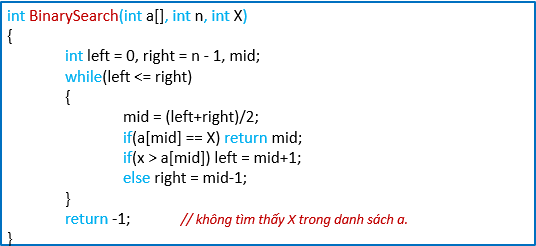 int BinarySearch(int a[], int n, int X)
{
int left = 0, right = n - 1, mid;
while(left <= right)
{
mid = (left+right)/2;
if(a[mid] == X) return mid;
if(x > a[mid]) left = mid+1;
else right = mid-1;
}
return -1; // không tìm thấy X trong danh sách a.
}